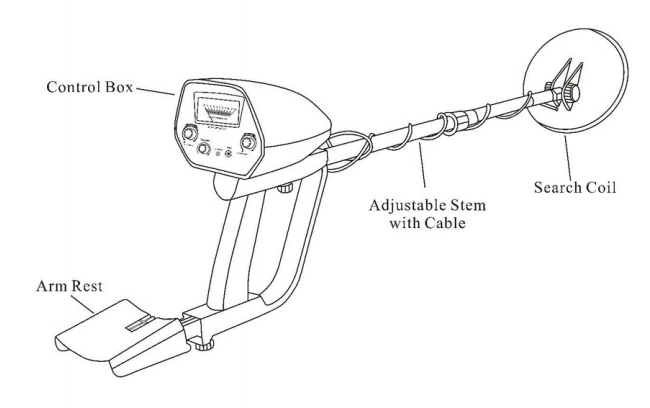 Control Box
Search Coil
Adjustable Stem
with Cable
Arm Rest